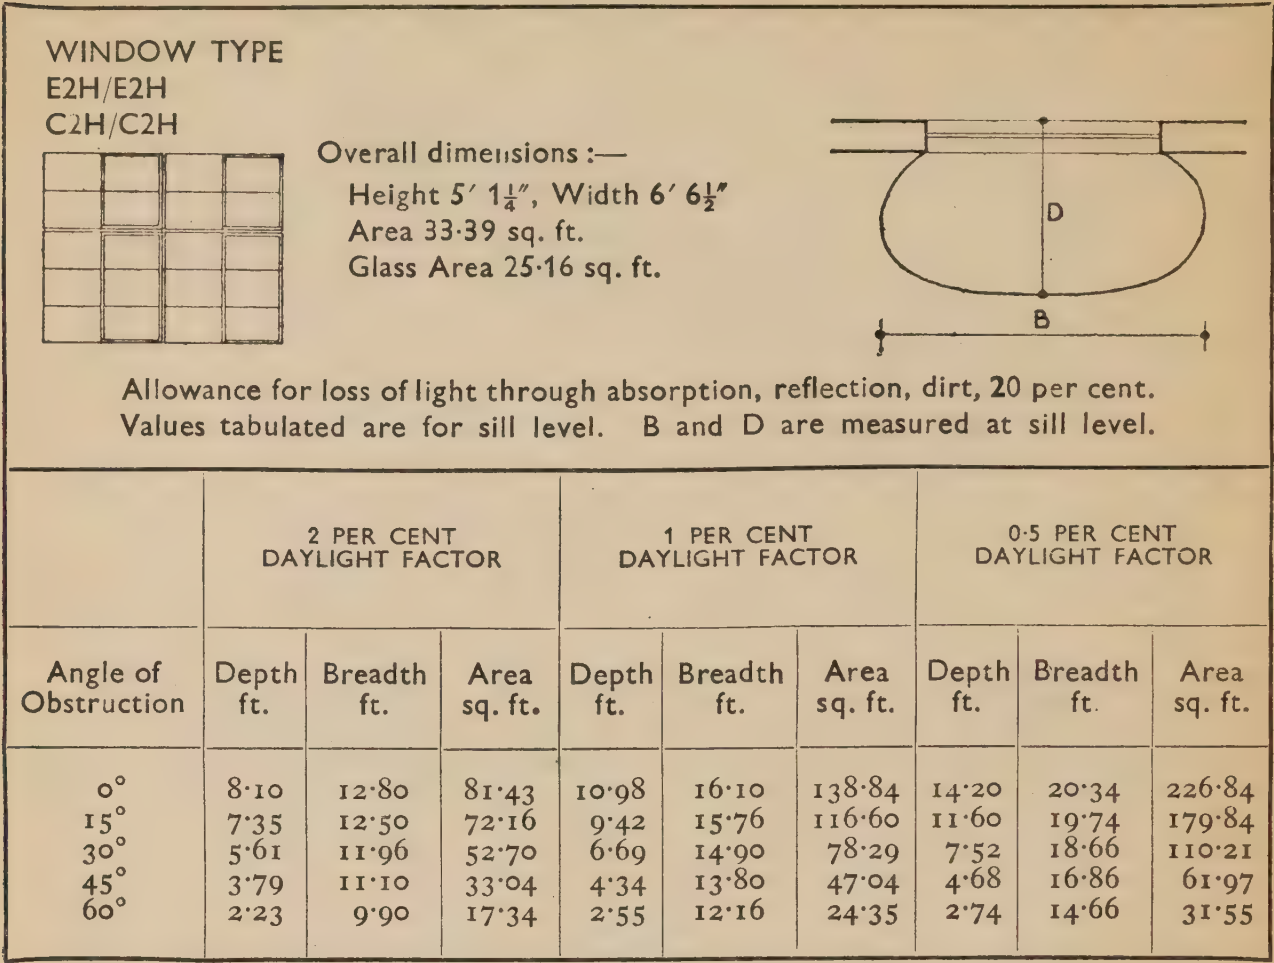 WINDOW TYPE
E2H/E2H
C2H/C2H
Overall dimensions :—
Height 5′ 1¼″, Width 6′ 6½″
Area 33·39 sq. ft.
Glass Area 25·16 sq. ft.
D
B
Allowance for loss of light through absorption, reflection, dirt, 20 per cent.
Values tabulated are for sill level. B and D are measured at sill level.
2 PER CENT DAYLIGHT FACTOR
1 PER CENT DAYLIGHT FACTOR
0·5 PER CENT DAYLIGHT FACTOR
Angle of Obstruction
Depth ft. Breadth ft. Area sq. ft. Depth ft. Breadth ft. Area sq. ft. Depth ft. Breadth ft. Area sq. ft.
0° 8·10 12·80 81·43 10·98 16·10 138·84 14·20 20·34 226·84
15° 7·35 12·50 72·16 9·42 15·76 116·60 11·60 19·74 179·84
30° 5·61 11·96 52·70 6·69 14·90 78·29 7·52 18·66 110·21
45° 3·79 11·10 33·04 4·34 13·80 47·04 4·68 16·86 61·97
60° 2·23 9·90 17·34 2·55 12·16 24·35 2·74 14·66 31·55